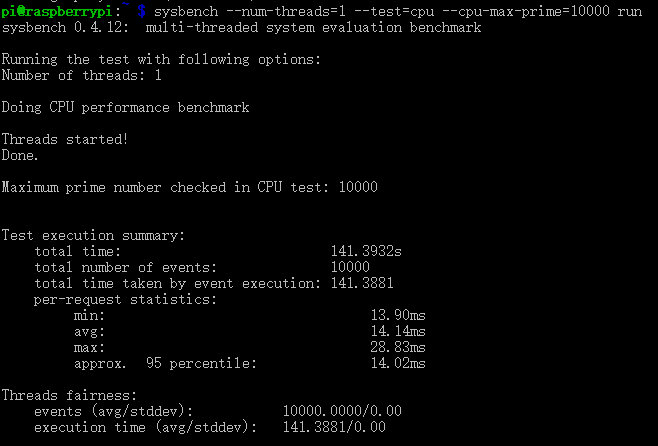 pi@raspberrypi: ~ $ sysbench --num-threads=1 --test=cpu --cpu-max-prime=10000 run
sysbench 0.4.12:  multi-threaded system evaluation benchmark

Running the test with following options:
Number of threads: 1

Doing CPU performance benchmark

Threads started!
Done.

Maximum prime number checked in CPU test: 10000


Test execution summary:
    total time:                          141.3932s
    total number of events:              10000
    total time taken by event execution: 141.3881
    per-request statistics:
         min:                                 13.90ms
         avg:                                 14.14ms
         max:                                 28.83ms
         approx.  95 percentile:              14.02ms

Threads fairness:
    events (avg/stddev):           10000.0000/0.00
    execution time (avg/stddev):   141.3881/0.00